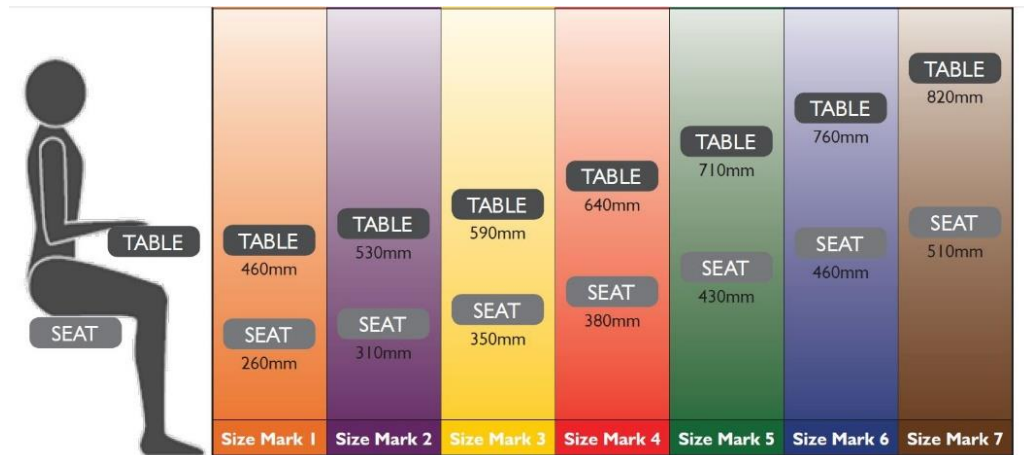 TABLE
SEAT
TABLE
460mm
SEAT
260mm
Size Mark 1
TABLE
530mm
SEAT
310mm
Size Mark 2
TABLE
590mm
SEAT
350mm
Size Mark 3
TABLE
640mm
SEAT
380mm
Size Mark 4
TABLE
710mm
SEAT
430mm
Size Mark 5
TABLE
760mm
SEAT
460mm
Size Mark 6
TABLE
820mm
SEAT
510mm
Size Mark 7